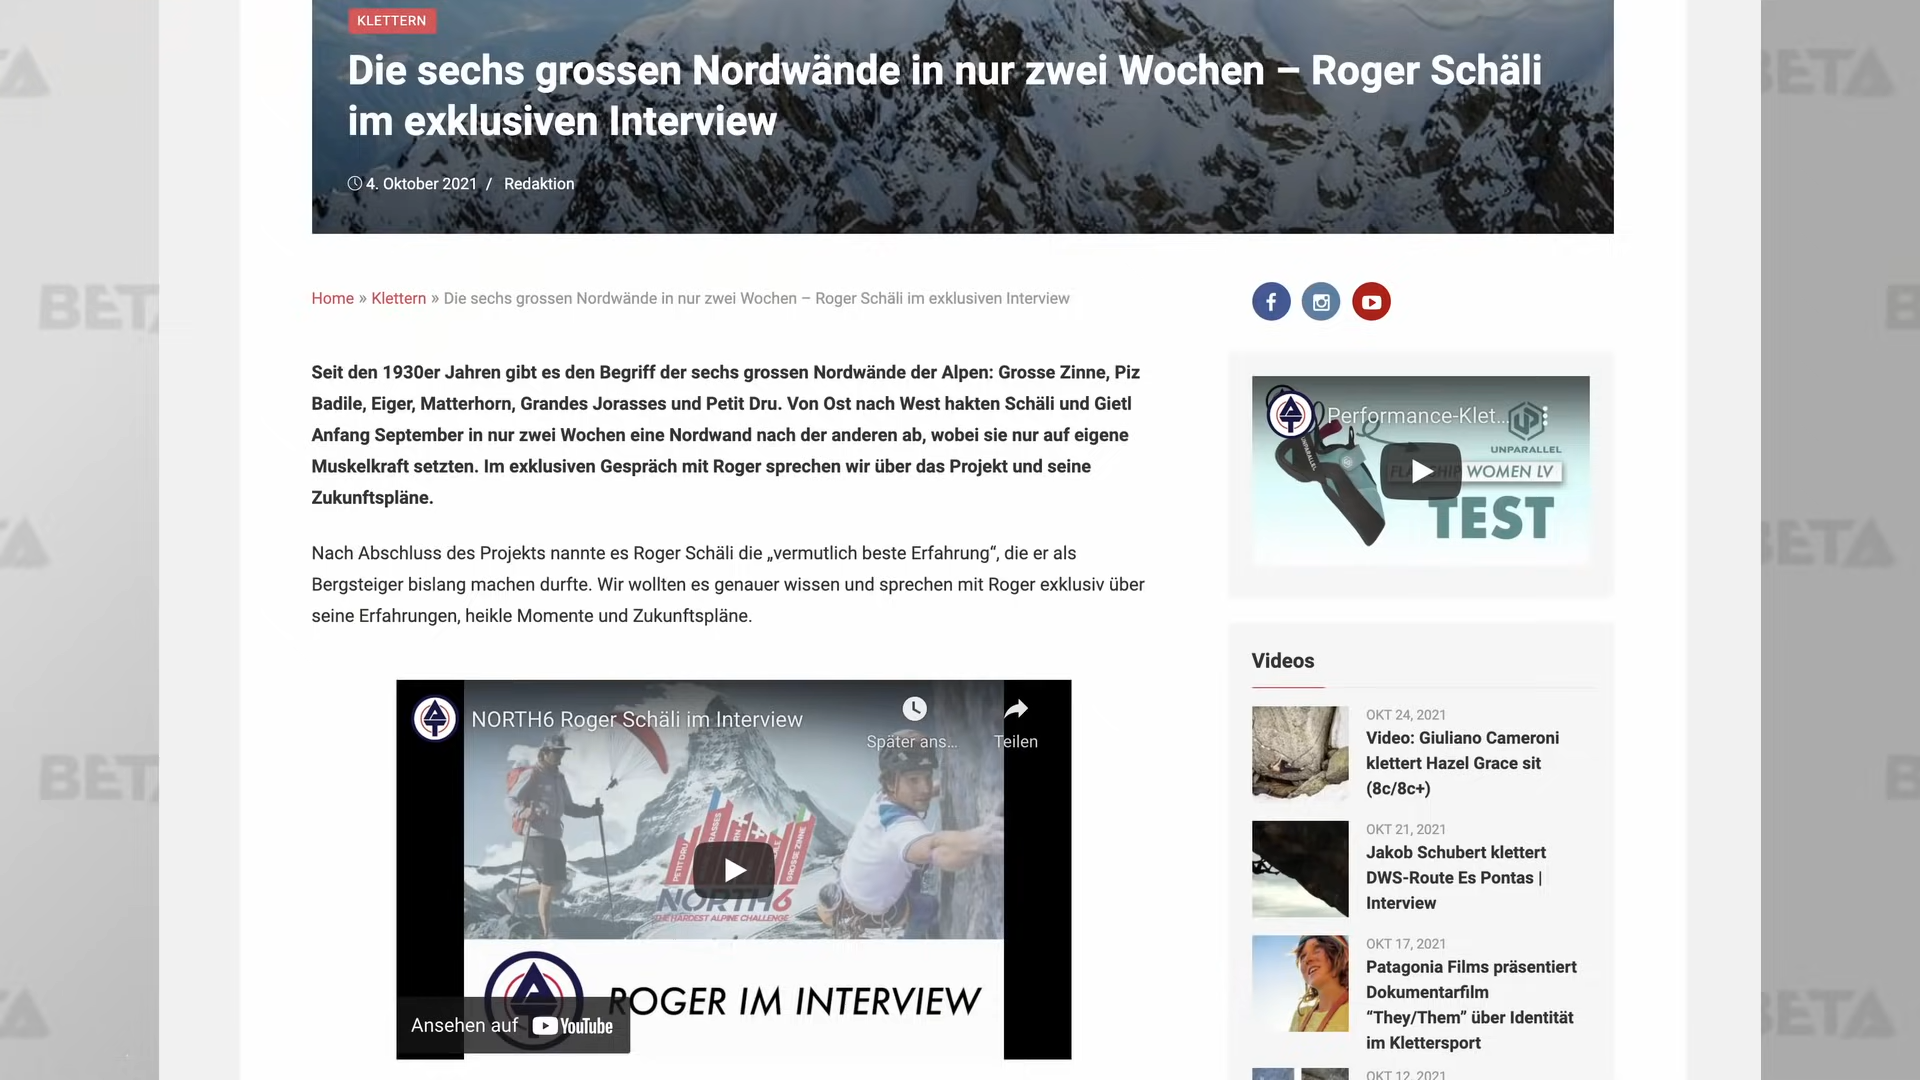 KLETTERN
Die sechs grossen Nordwände in nur zwei Wochen – Roger Schäli
im exklusiven Interview
4. Oktober 2021 / Redaktion
Home » Klettern » Die sechs grossen Nordwände in nur zwei Wochen – Roger Schäli im exklusiven Interview
Seit den 1930er Jahren gibt es den Begriff der sechs grossen Nordwände der Alpen: Grosse Zinne, Piz
Badile, Eiger, Matterhorn, Grandes Jorasses und Petit Dru. Von Ost nach West hakten Schäli und Gietl
Anfang September in nur zwei Wochen eine Nordwand nach der anderen ab, wobei sie nur auf eigene
Muskelkraft setzten. Im exklusiven Gespräch mit Roger sprechen wir über das Projekt und seine
Zukunftspläne.
Nach Abschluss des Projekts nannte es Roger Schäli die „vermutlich beste Erfahrung“, die er als
Bergsteiger bislang machen durfte. Wir wollten es genauer wissen und sprechen mit Roger exklusiv über
seine Erfahrungen, heikle Momente und Zukunftspläne.
NORTH6 Roger Schäli im Interview
Später ans...
Teilen
PETIT DRU
GROSSE ZINNE
NORTH6
THE HARDEST ALPINE CHALLENGE
ROGER IM INTERVIEW
Ansehen auf YouTube
Performance-Klet...
UNPARALLEL
WOMEN LV
TEST
Videos
OKT 24, 2021
Video: Giuliano Cameroni
klettert Hazel Grace sit
(8c/8c+)
OKT 21, 2021
Jakob Schubert klettert
DWS-Route Es Pontas |
Interview
OKT 17, 2021
Patagonia Films präsentiert
Dokumentarfilm
“They/Them” über Identität
im Klettersport
OKT 12, 2021
BETA
BETA
BETA
BETA